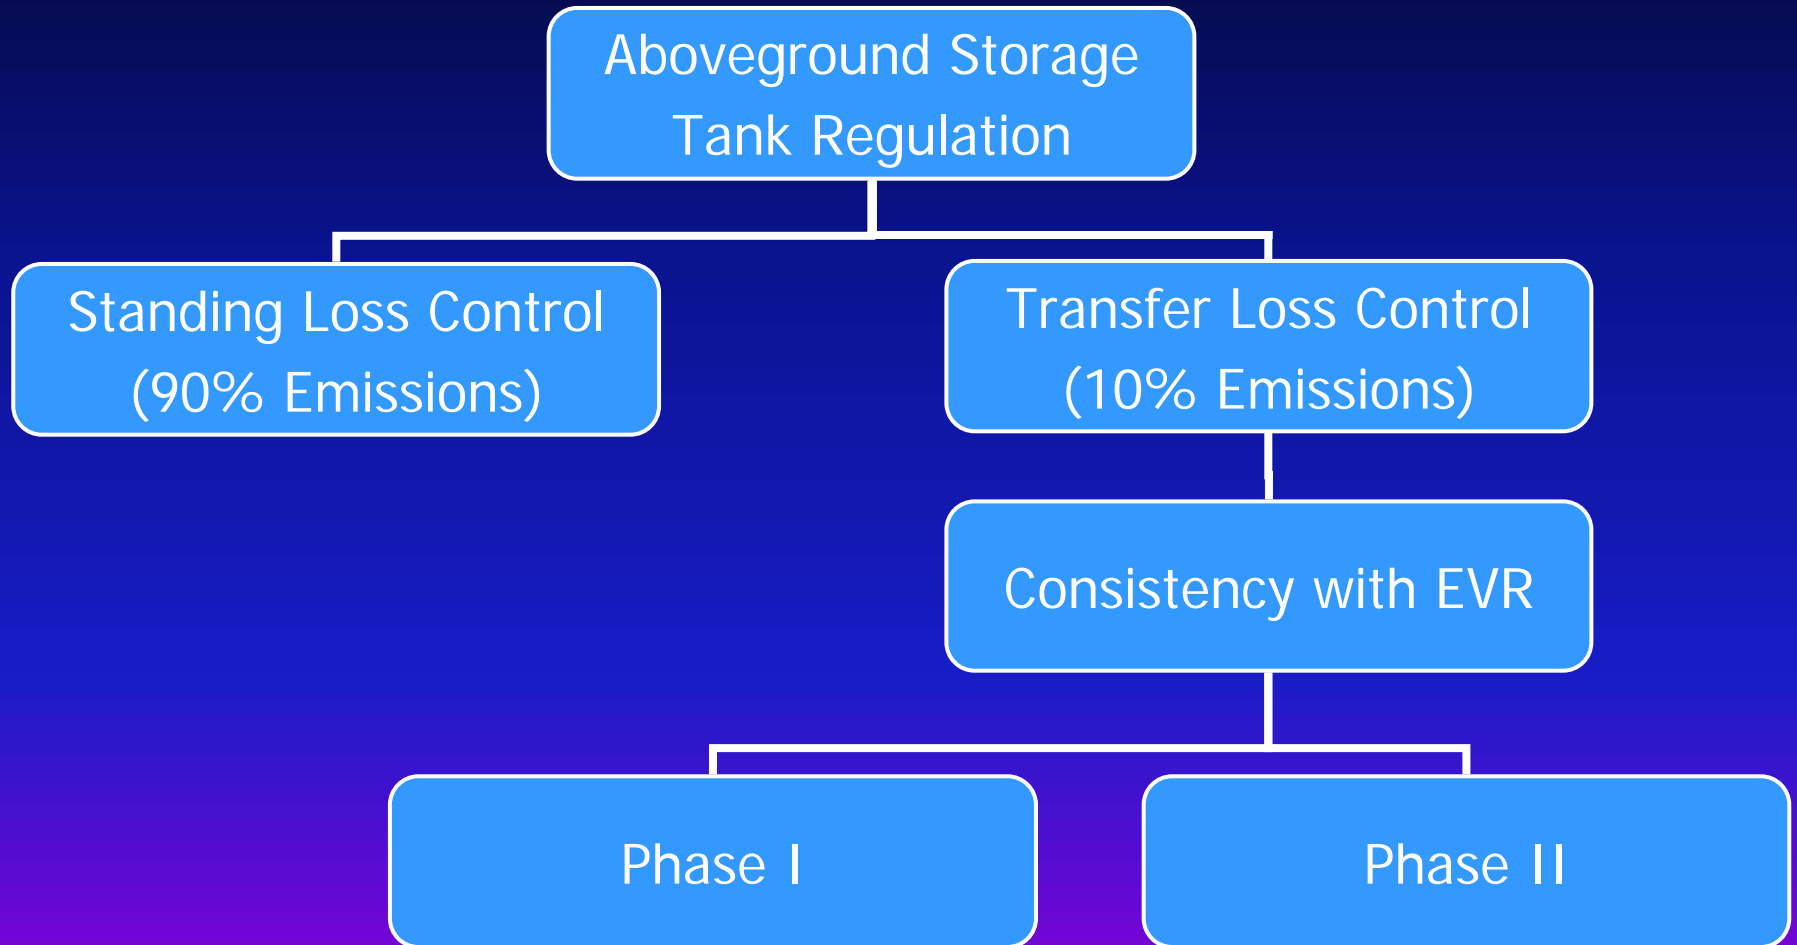 Aboveground Storage
Tank Regulation
Standing Loss Control
(90% Emissions)
Transfer Loss Control
(10% Emissions)
Consistency with EVR
Phase I
Phase II